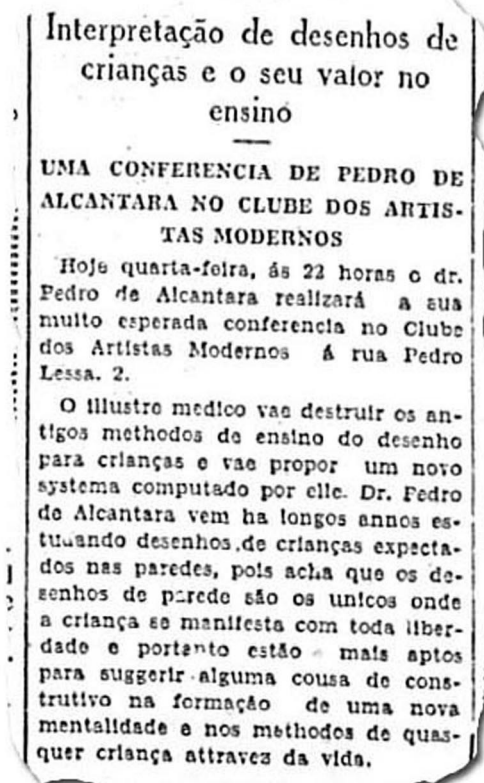 Interpretação de desenhos de
crianças e o seu valor no
ensino
UMA CONFERENCIA DE PEDRO DE
ALCANTARA NO CLUBE DOS ARTIS-
TAS MODERNOS
Hoje quarta-feira, ás 22 horas o dr.
Pedro de Alcantara realizará a sua
muito esperada conferencia no Clube
dos Artistas Modernos á rua Pedro
Lessa. 2.
O illustre medico vae destruir os an-
tigos methodos de ensino do desenho
para crianças e vae propor um novo
systema computado por elle. Dr. Pedro
de Alcantara vem ha longos annos es-
tudando desenhos de crianças expecta-
dos nas paredes, pois acha que os de-
senhos de parede são os unicos onde
a criança se manifesta com toda liber-
dade e portanto estão mais aptos
para suggerir alguma cousa de cons-
trutivo na formação de uma nova
mentalidade e nos methodos de quas-
quer criança attravez da vida.